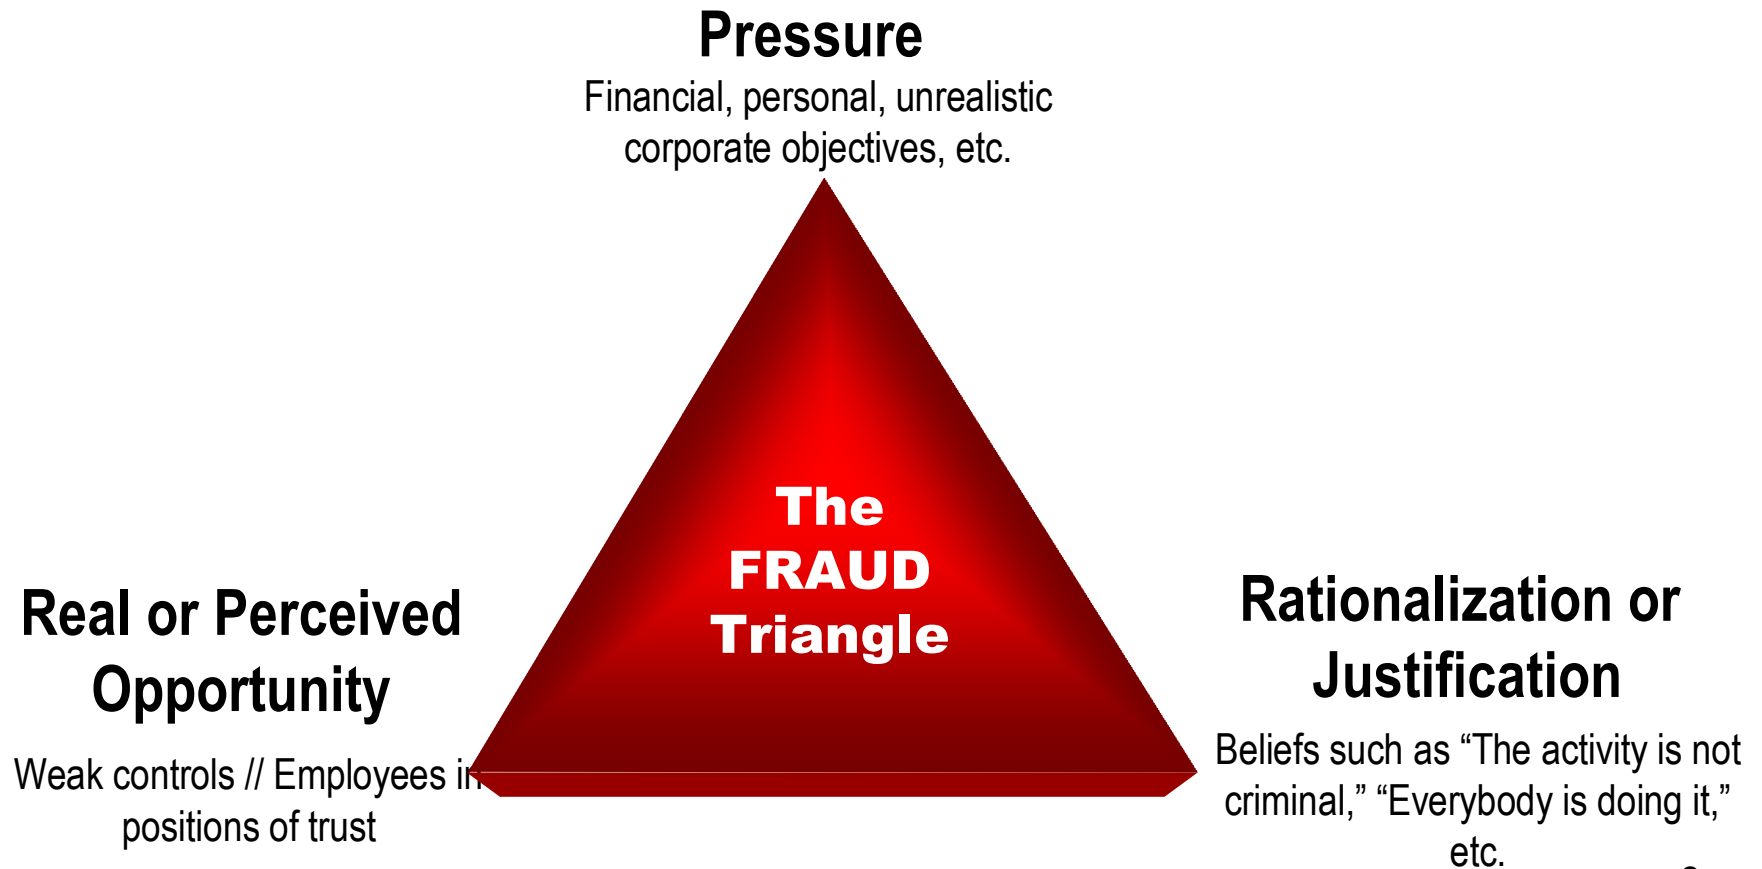 Pressure
Financial, personal, unrealistic
corporate objectives, etc.
The
FRAUD
Triangle
Real or Perceived
Opportunity
Weak controls // Employees in
positions of trust
Rationalization or
Justification
Beliefs such as “The activity is not
criminal,” “Everybody is doing it,”
etc.